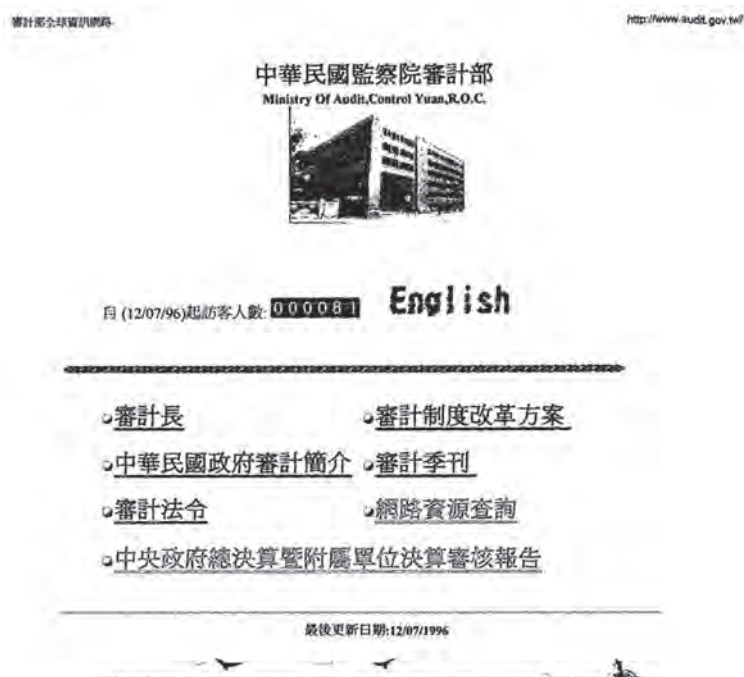 審計部全球資訊網路-
http://www.audit.gov.tw/
中華民國監察院審計部
Ministry Of Audit,Control Yuan,R.O.C.
自 (12/07/96)起訪客人數: 000081 English
審計長 審計制度改革方案
中華民國政府審計簡介 審計季刊
審計法令 網路資源查詢
中央政府總決算暨附屬單位決算審核報告
最後更新日期:12/07/1996